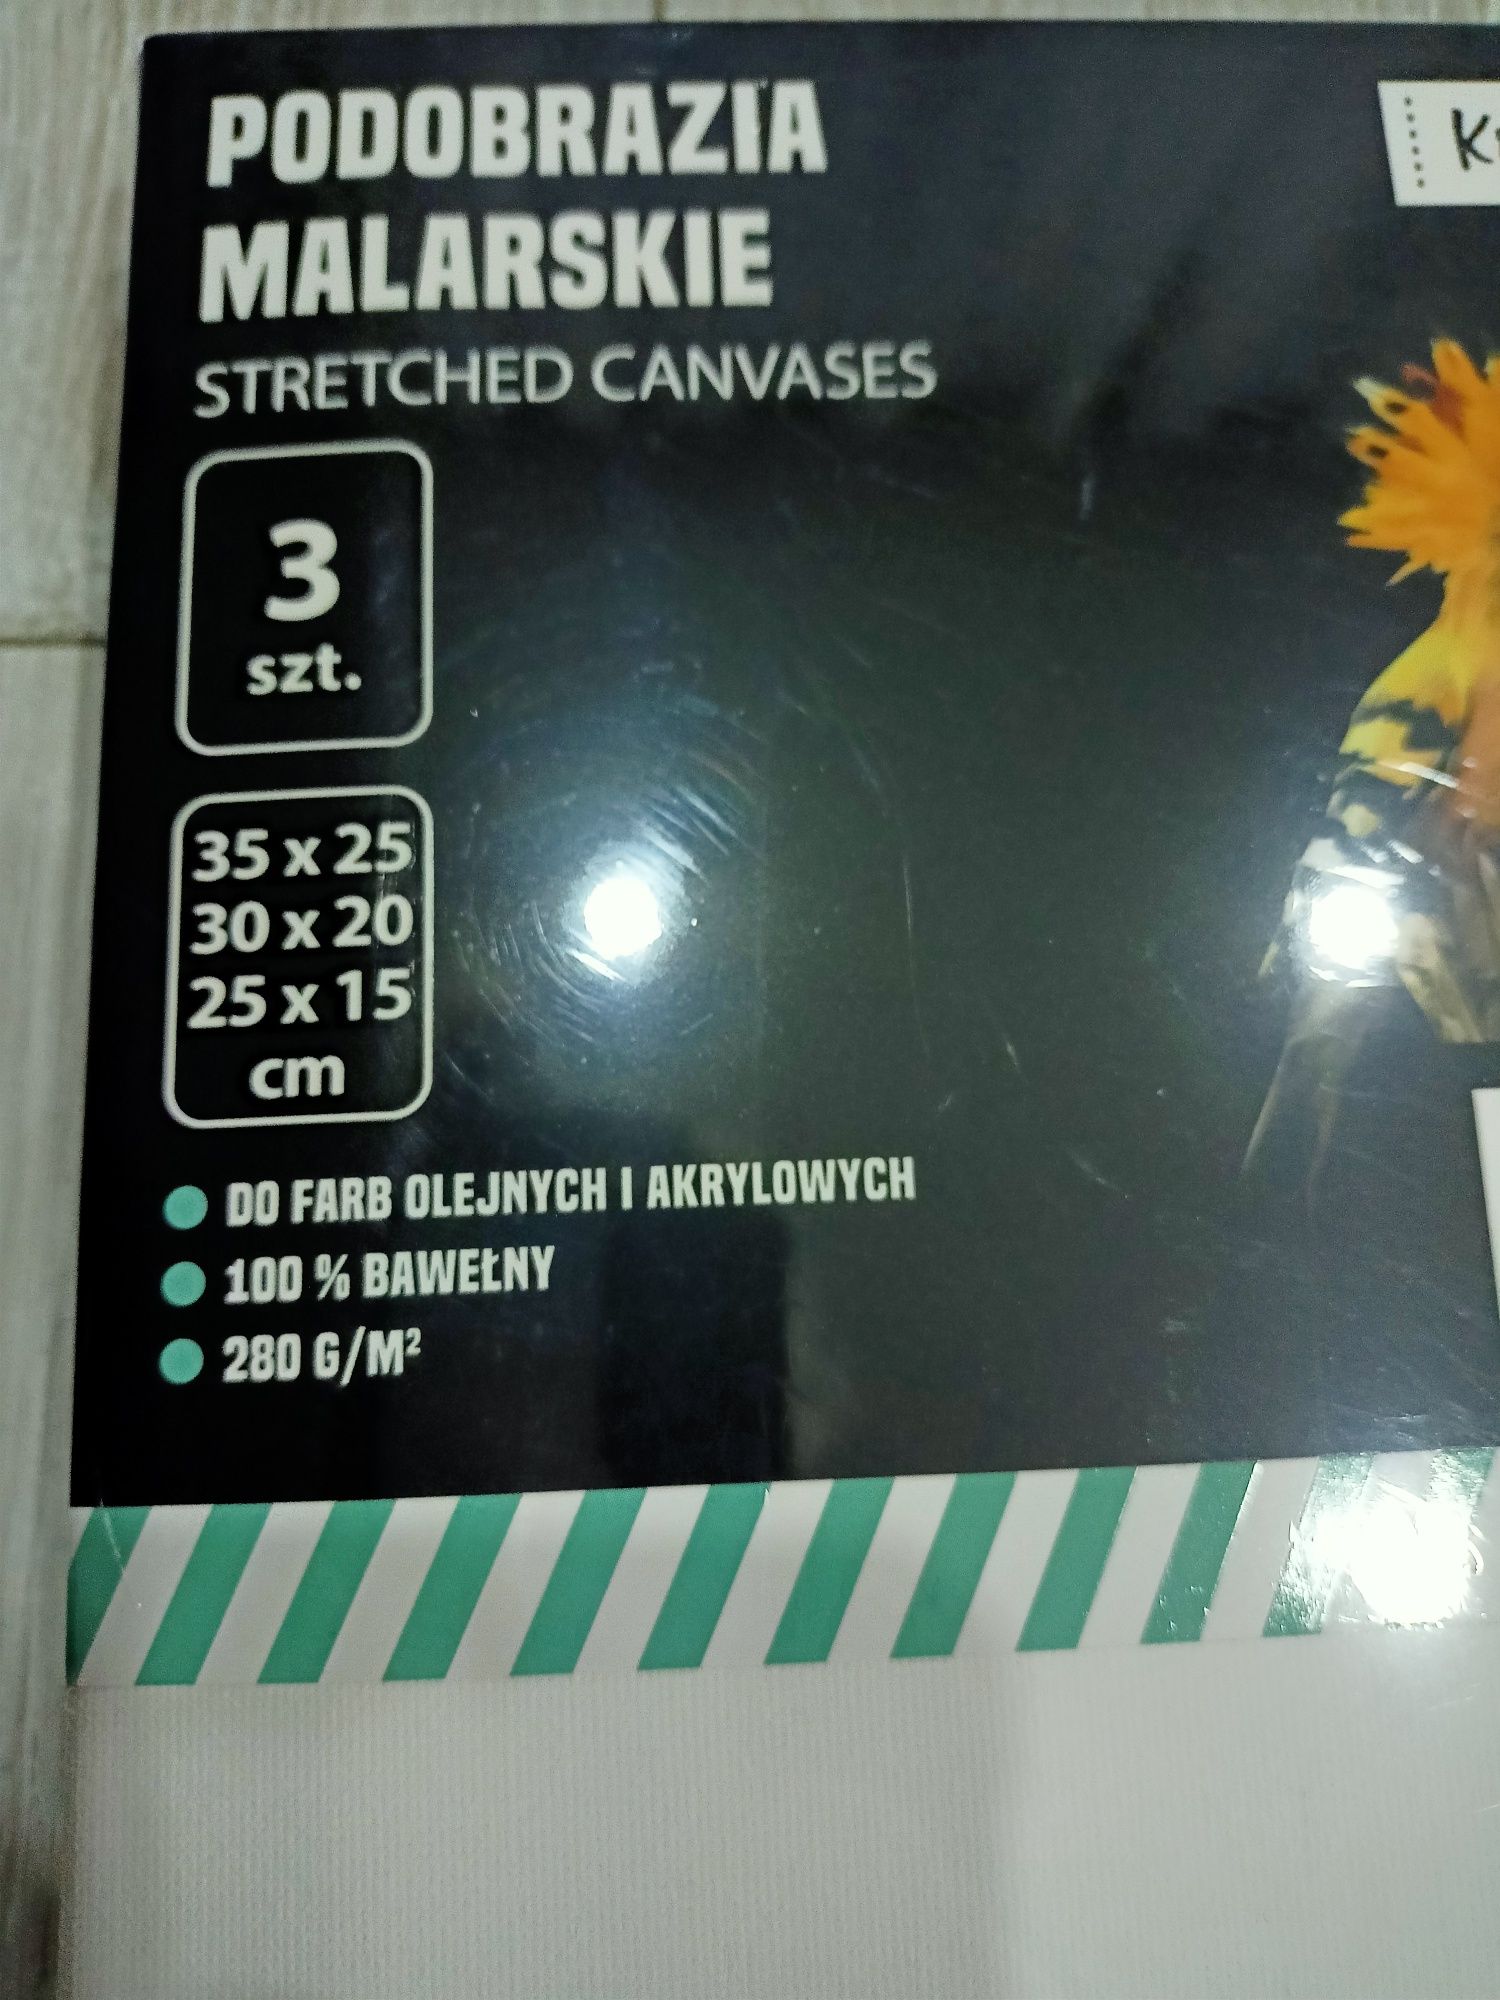 PODOBRAZIA
MALARSKIE
STRETCHED CANVASES
3
szt.
35 x 25
30 x 20
25 x 15
cm
DO FARB OLEJNYCH I AKRYLOWYCH
100 % BAWEŁNY
280 G/M²